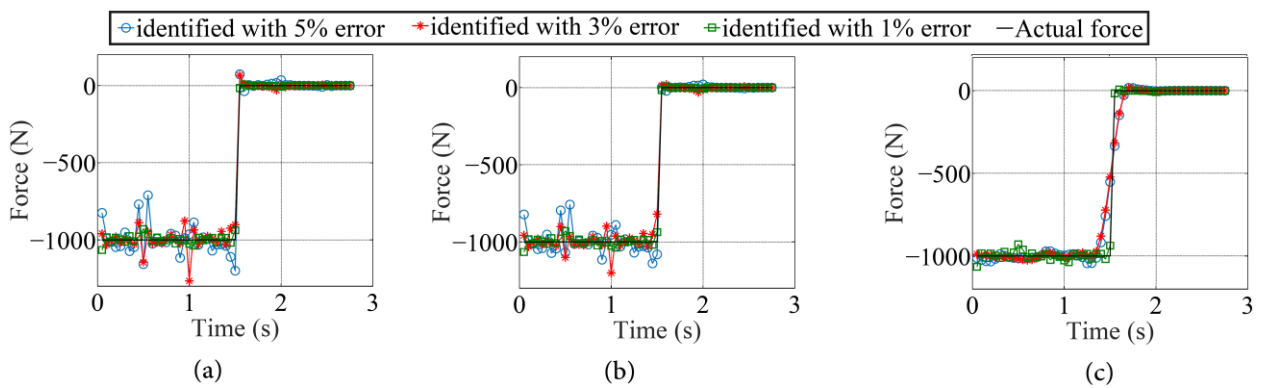 identified with 5% error identified with 3% error identified with 1% error Actual force
0
−500
−1000
Force (N)
0 1 2 3
Time (s)
(a)
0
−500
−1000
Force (N)
0 1 2 3
Time (s)
(b)
0
−500
−1000
Force (N)
0 1 2 3
Time (s)
(c)